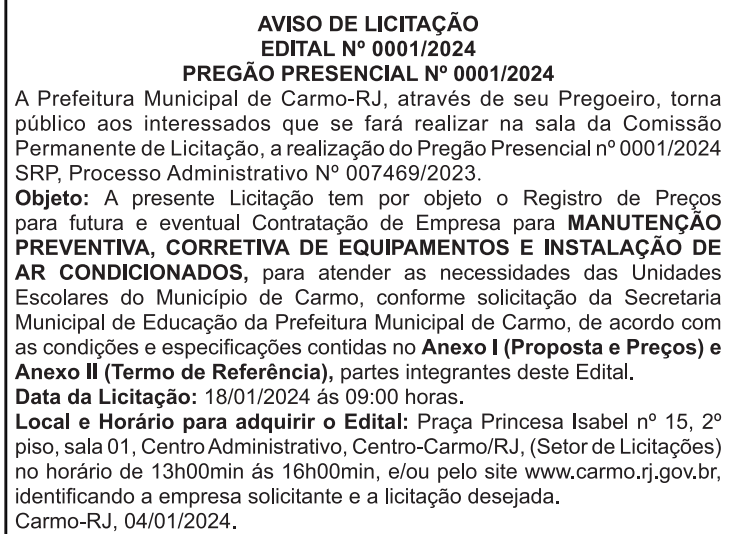 AVISO DE LICITAÇÃO
EDITAL Nº 0001/2024
PREGÃO PRESENCIAL Nº 0001/2024
A Prefeitura Municipal de Carmo-RJ, através de seu Pregoeiro, torna
público aos interessados que se fará realizar na sala da Comissão
Permanente de Licitação, a realização do Pregão Presencial nº 0001/2024
SRP, Processo Administrativo Nº 007469/2023.
Objeto: A presente Licitação tem por objeto o Registro de Preços
para futura e eventual Contratação de Empresa para MANUTENÇÃO
PREVENTIVA, CORRETIVA DE EQUIPAMENTOS E INSTALAÇÃO DE
AR CONDICIONADOS, para atender as necessidades das Unidades
Escolares do Município de Carmo, conforme solicitação da Secretaria
Municipal de Educação da Prefeitura Municipal de Carmo, de acordo com
as condições e especificações contidas no Anexo I (Proposta e Preços) e
Anexo II (Termo de Referência), partes integrantes deste Edital.
Data da Licitação: 18/01/2024 ás 09:00 horas.
Local e Horário para adquirir o Edital: Praça Princesa Isabel nº 15, 2º
piso, sala 01, Centro Administrativo, Centro-Carmo/RJ, (Setor de Licitações)
no horário de 13h00min ás 16h00min, e/ou pelo site www.carmo.rj.gov.br,
identificando a empresa solicitante e a licitação desejada.
Carmo-RJ, 04/01/2024.